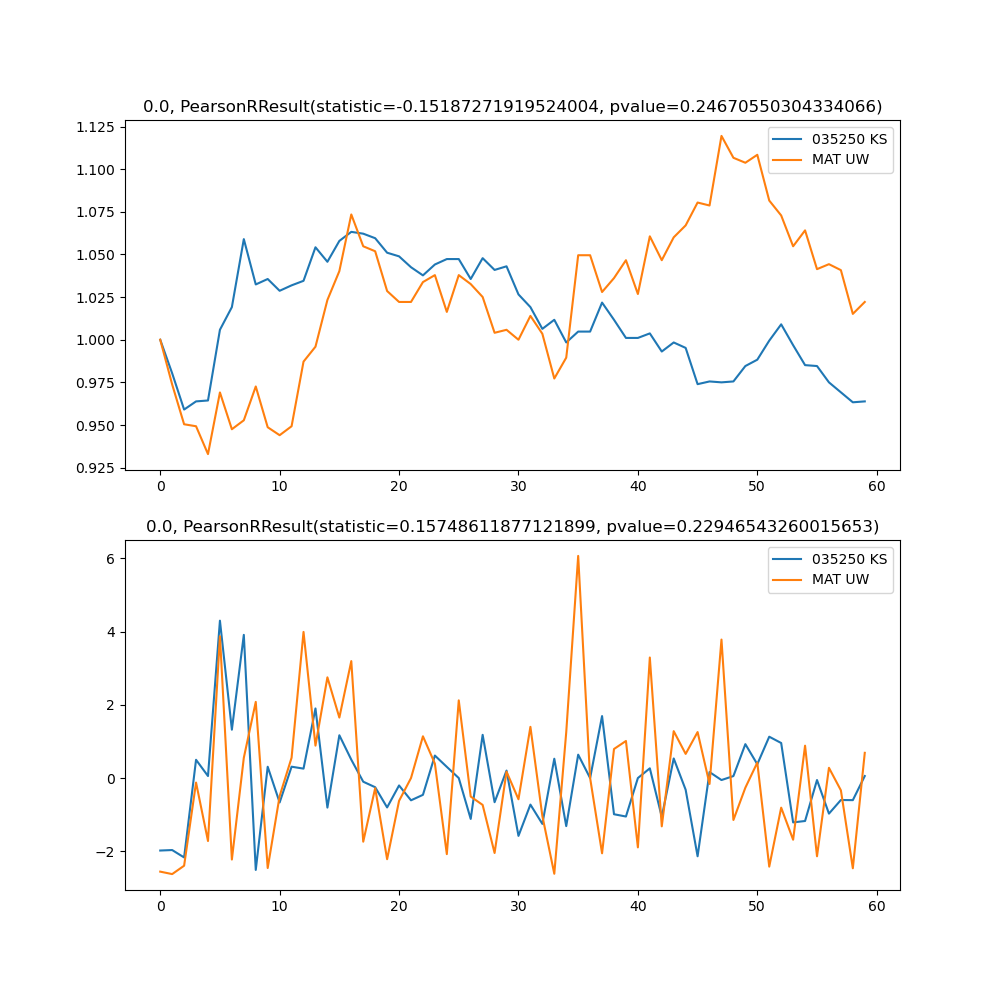 0.0, PearsonRResult(statistic=-0.15187271919524004, pvalue=0.24670550304334066)
035250 KS
MAT UW
1.125
1.100
1.075
1.050
1.025
1.000
0.975
0.950
0.925
0 10 20 30 40 50 60
0.0, PearsonRResult(statistic=0.15748611877121899, pvalue=0.22946543260015653)
035250 KS
MAT UW
6
4
2
0
−2
0 10 20 30 40 50 60